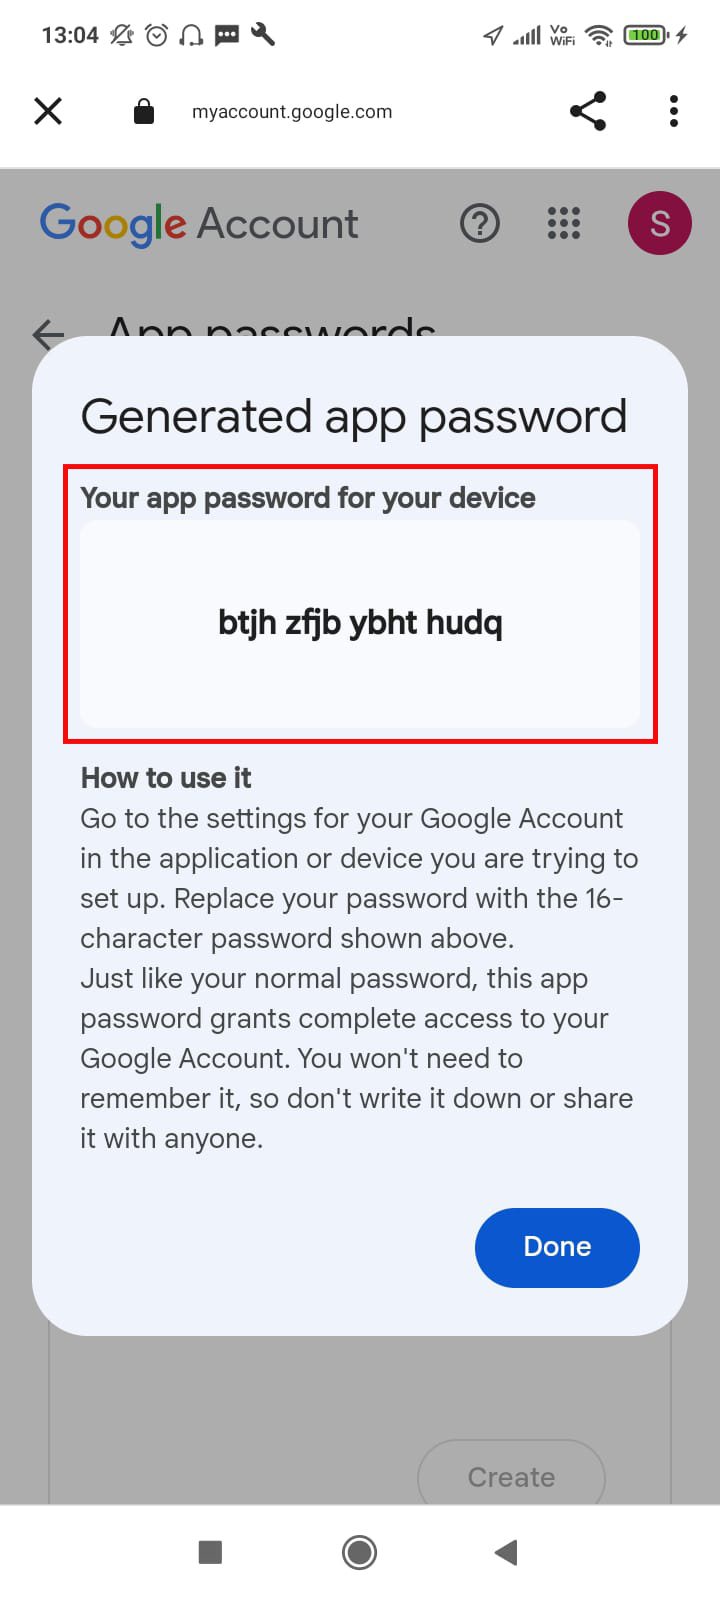 13:04 Vo WiFi 100
myaccount.google.com
Google Account ? S
App passwords
Generated app password
Your app password for your device
btjh zfjb ybht hudq
How to use it
Go to the settings for your Google Account
in the application or device you are trying to
set up. Replace your password with the 16-
character password shown above.
Just like your normal password, this app
password grants complete access to your
Google Account. You won't need to
remember it, so don't write it down or share
it with anyone.
Done
Create